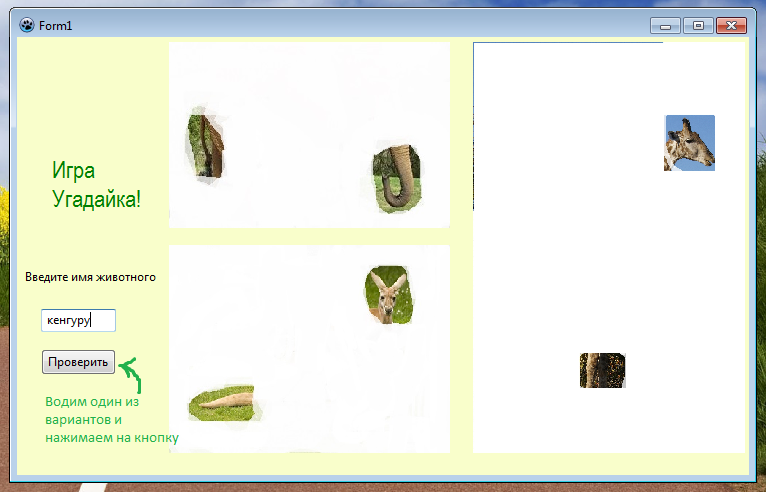 Form1
Игра
Угадайка!
Введите имя животного
кенгуру
Проверить
Водим один из
вариантов и
нажимаем на кнопку